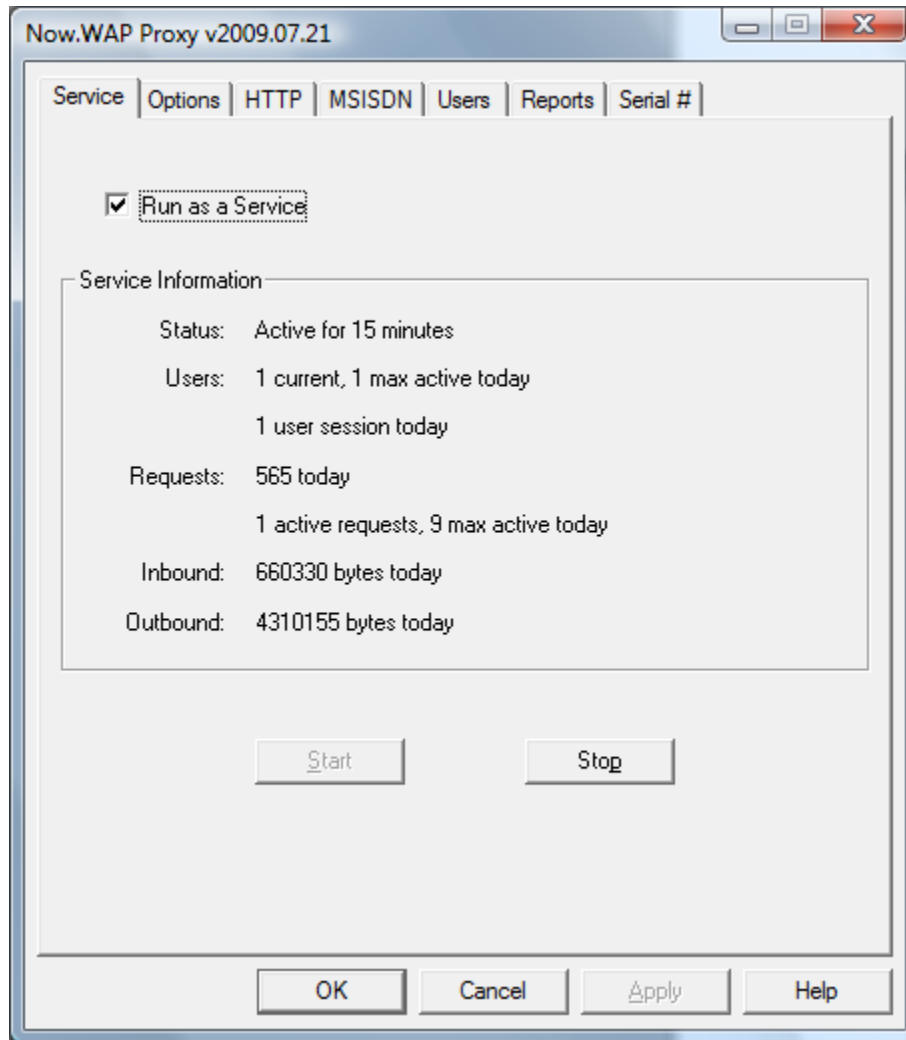 Now.WAP Proxy v2009.07.21
Service Options HTTP MSISDN Users Reports Serial #
Run as a Service
Service Information
Status: Active for 15 minutes
Users: 1 current, 1 max active today
1 user session today
Requests: 565 today
1 active requests, 9 max active today
Inbound: 660330 bytes today
Outbound: 4310155 bytes today
Start Stop
OK Cancel Apply Help